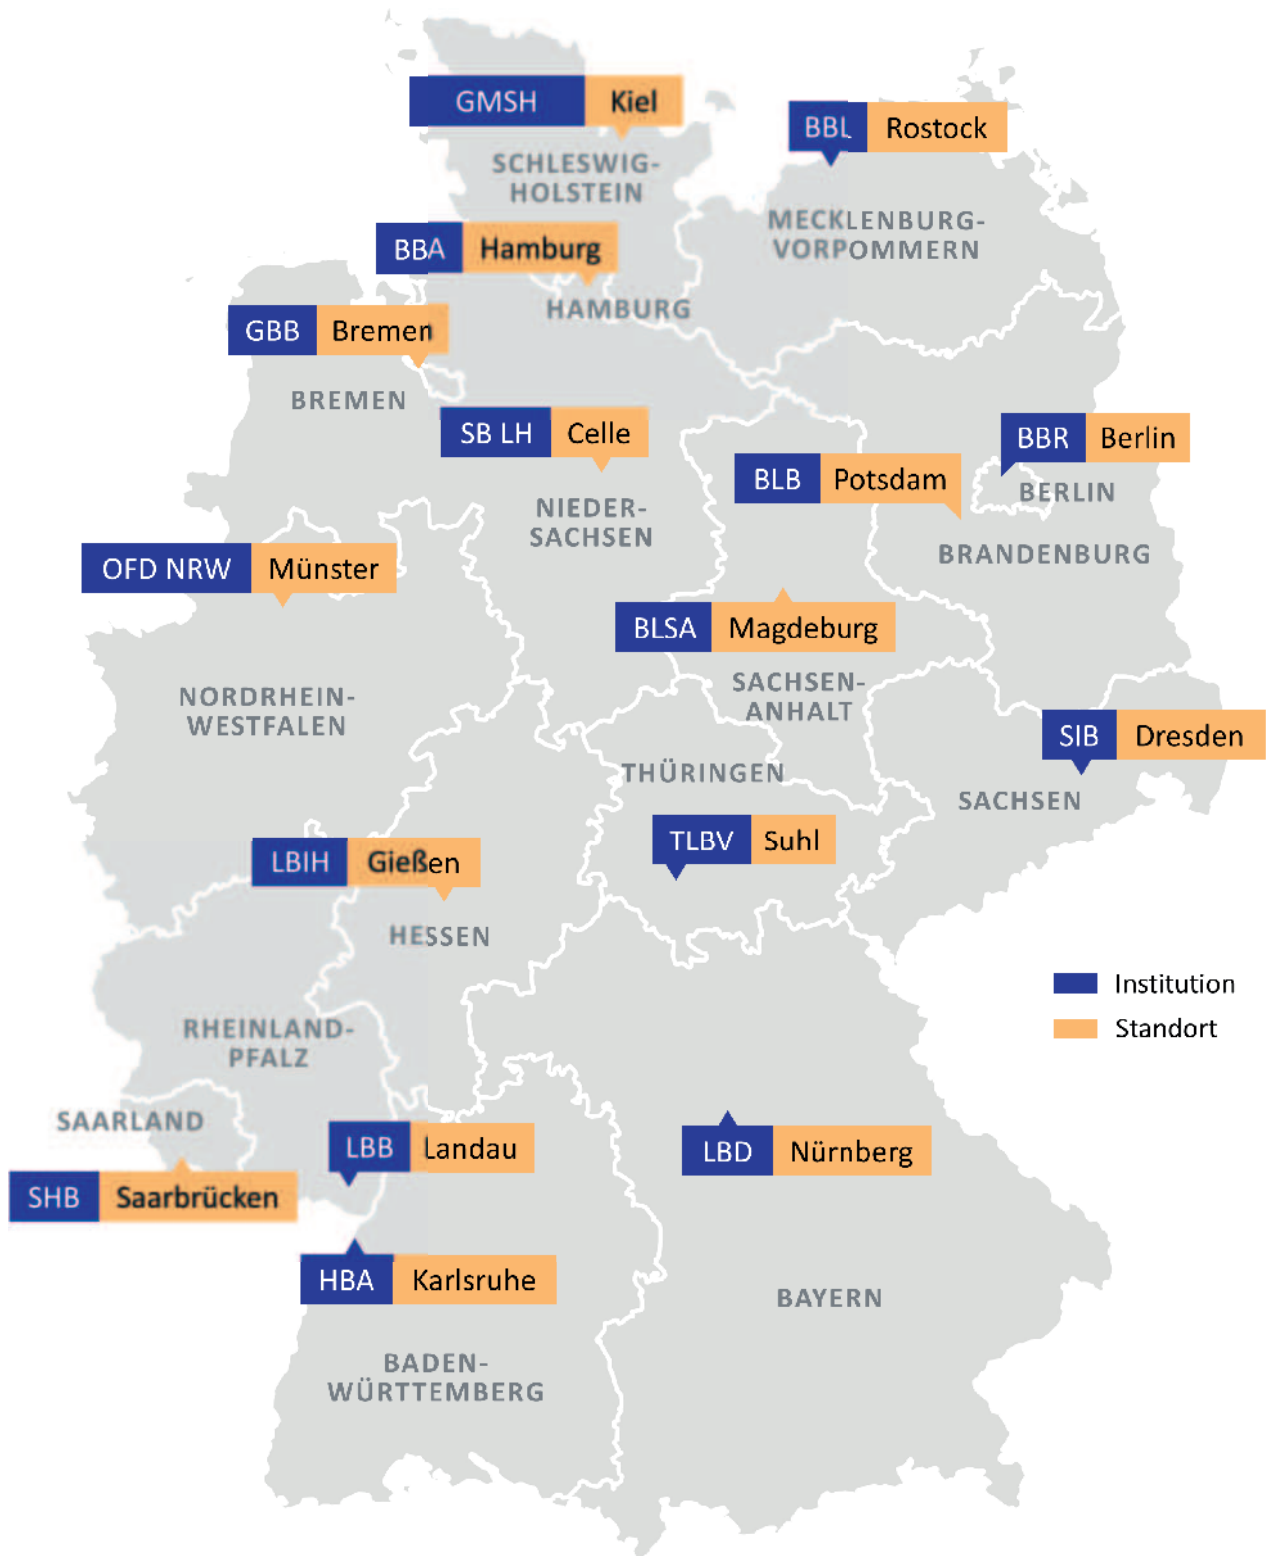 GMSH Kiel
BBL Rostock
SCHLESWIG-
HOLSTEIN
MECKLENBURG-
VORPOMMERN
BBA Hamburg
HAMBURG
GBB Bremen
BREMEN
SB LH Celle
BBR Berlin
BLB Potsdam
BERLIN
NIEDER-
SACHSEN
BRANDENBURG
OFD NRW Münster
BLSA Magdeburg
SACHSEN-
ANHALT
NORDRHEIN-
WESTFALEN
SIB Dresden
THÜRINGEN
SACHSEN
TLBV Suhl
LBIH Gießen
HESSEN
Institution
Standort
RHEINLAND-
PFALZ
SAARLAND
LBB Landau
LBD Nürnberg
SHB Saarbrücken
HBA Karlsruhe
BAYERN
BADEN-
WÜRTTEMBERG